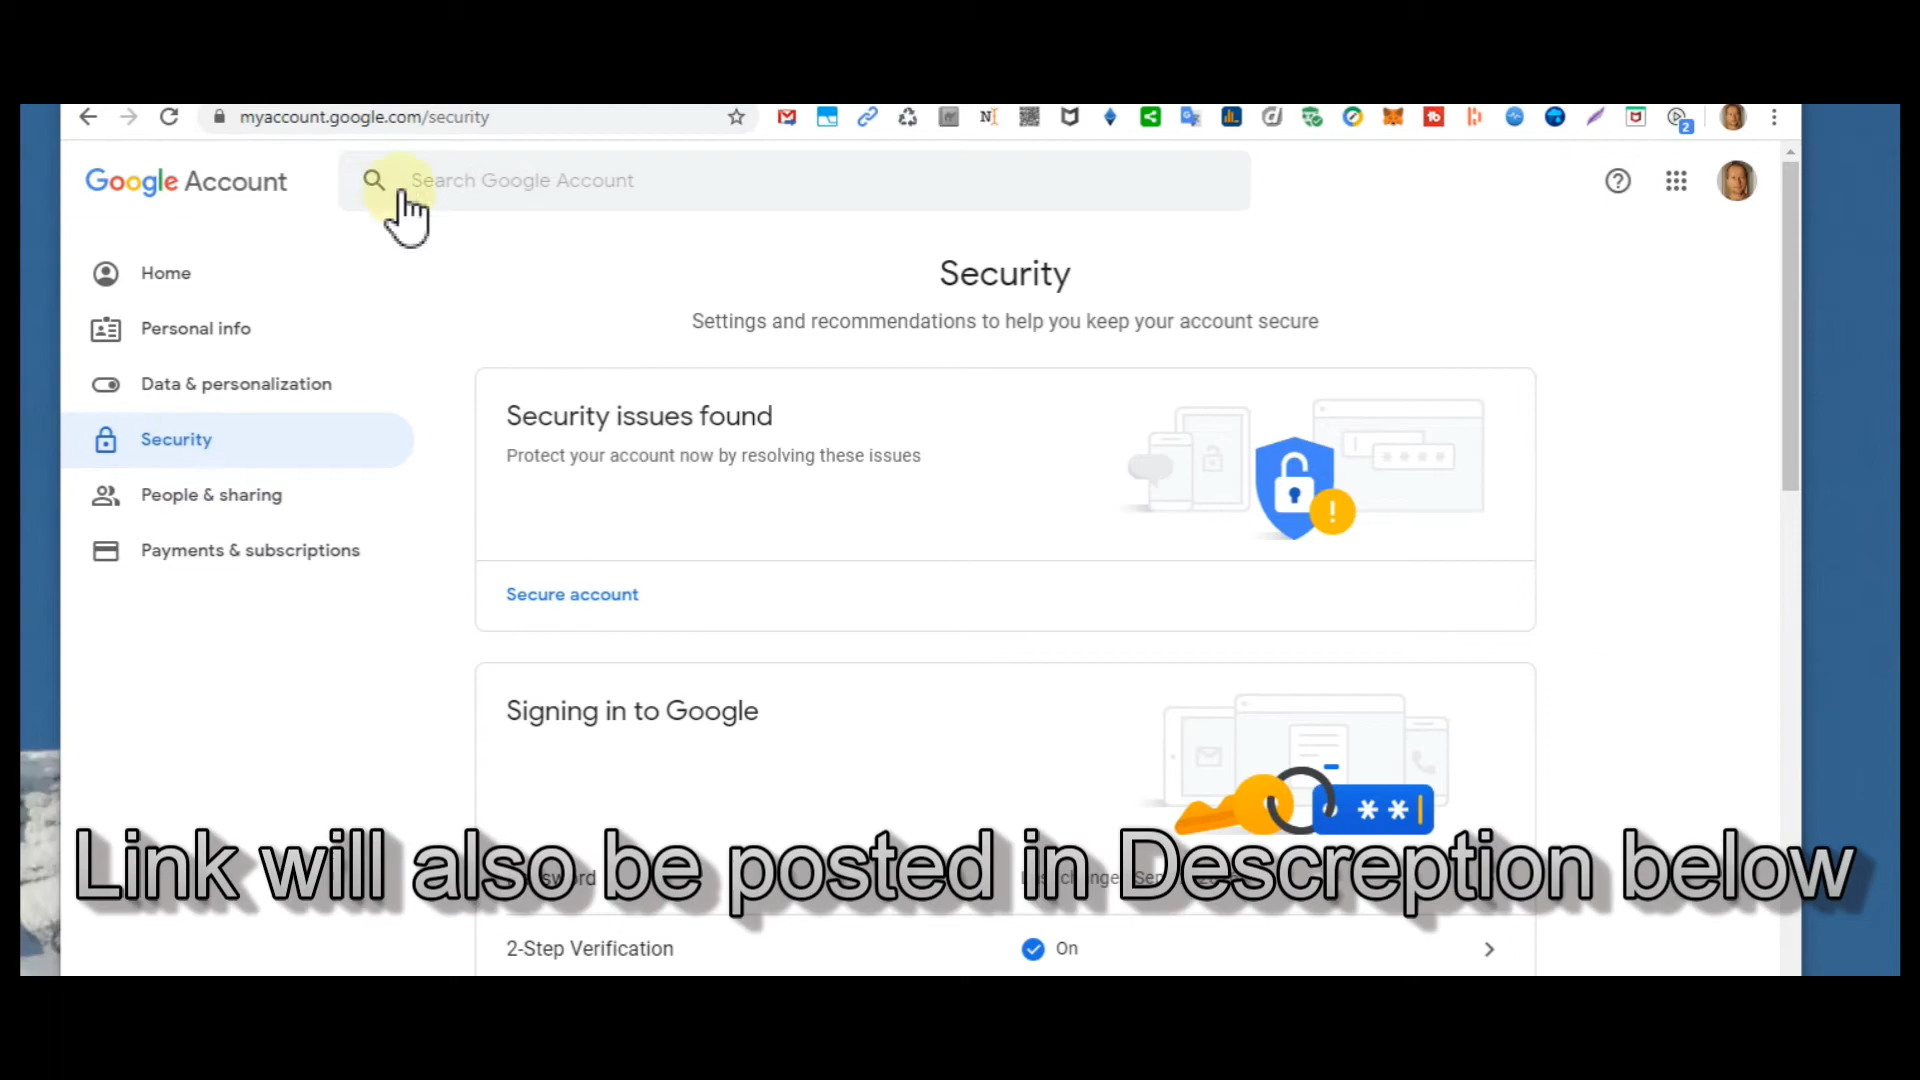 myaccount.google.com/security
2
Google Account
Search Google Account
Home
Personal info
Data & personalization
Security
People & sharing
Payments & subscriptions
Security
Settings and recommendations to help you keep your account secure
Security issues found
Protect your account now by resolving these issues
Secure account
Signing in to Google
Link will also be posted in Descreption below
2-Step Verification
On